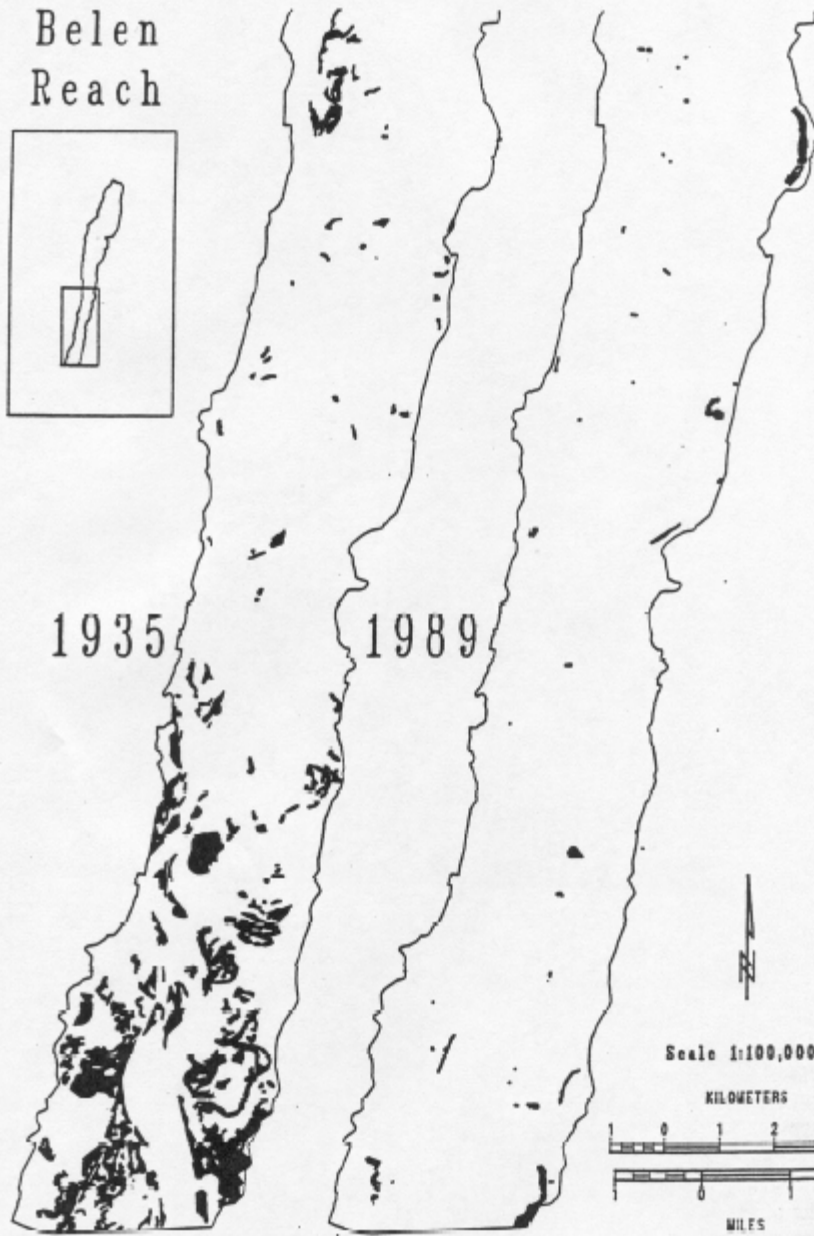 Belen
Reach
1935
1989
N
Scale 1:100,000
KILOMETERS
1 0 1 2
1 0 1
MILES